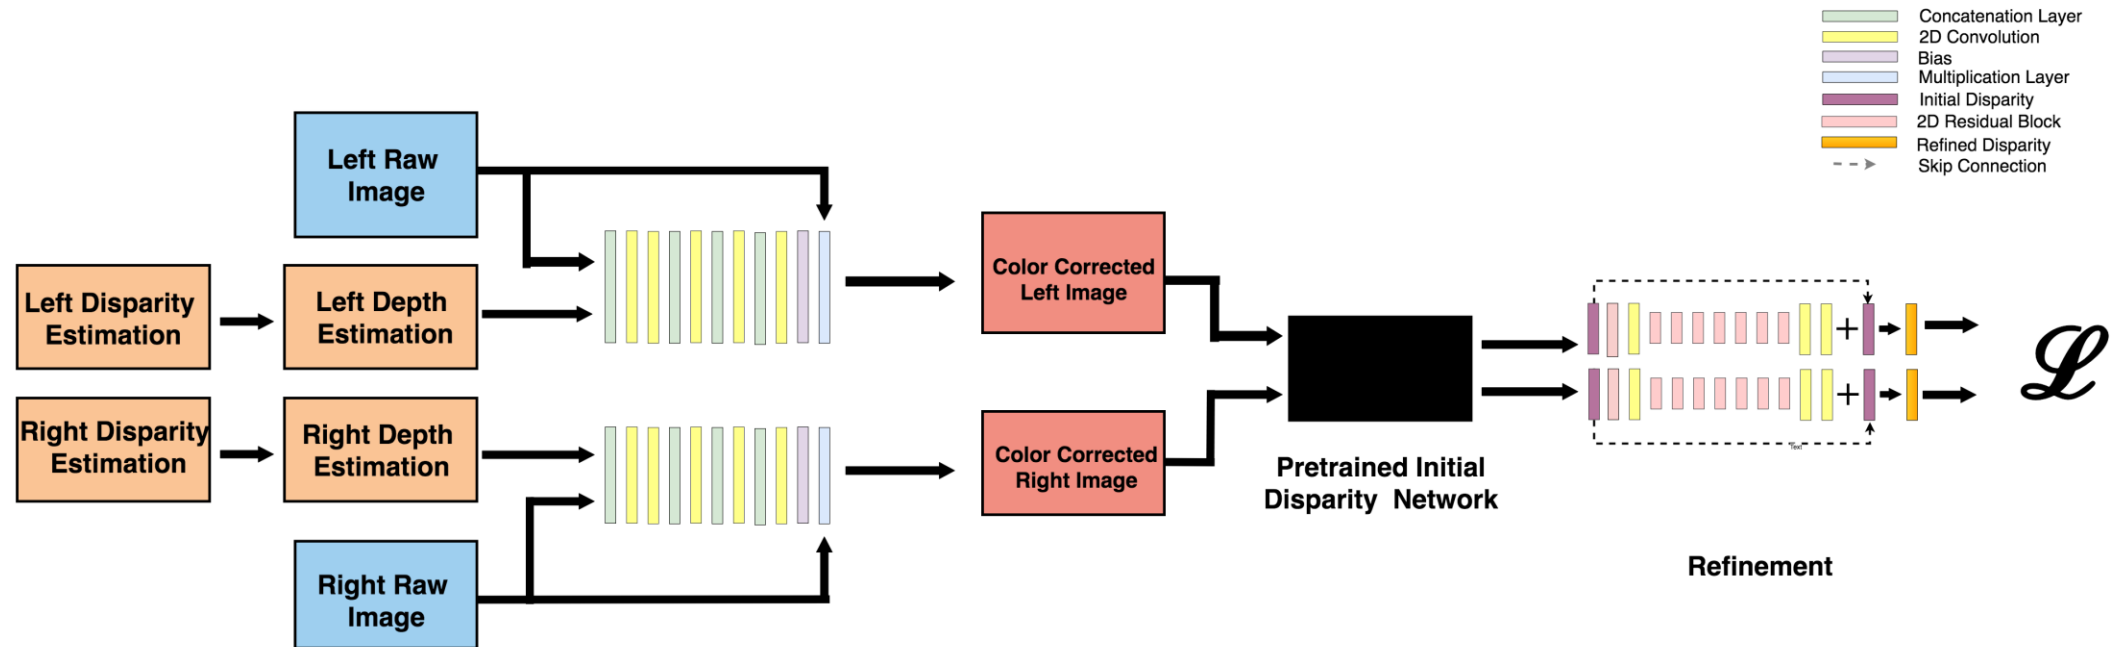 Concatenation Layer
2D Convolution
Bias
Multiplication Layer
Initial Disparity
2D Residual Block
Refined Disparity
Skip Connection
Left Raw
Image
Left Disparity
Estimation
Left Depth
Estimation
Right Disparity
Estimation
Right Depth
Estimation
Right Raw
Image
Color Corrected
Left Image
Color Corrected
Right Image
Pretrained Initial
Disparity Network
+
+
Text
Refinement
ℒ